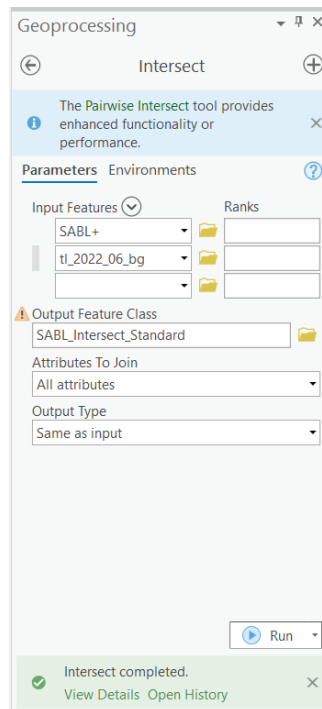 Geoprocessing
Intersect
The Pairwise Intersect tool provides
enhanced functionality or
performance.
Parameters Environments
Input Features Ranks
SABL+
tl_2022_06_bg
Output Feature Class
SABL_Intersect_Standard
Attributes To Join
All attributes
Output Type
Same as input
Run
Intersect completed.
View Details Open History